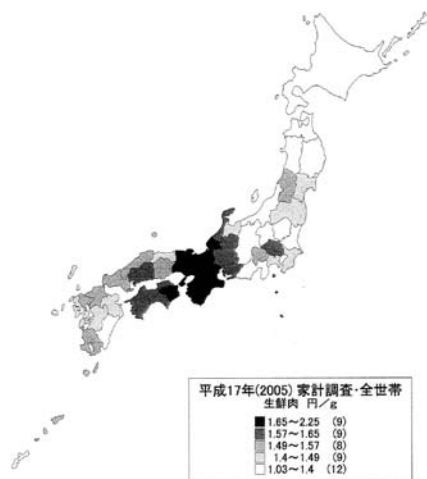 平成17年(2005) 家計調査・全世帯
生鮮肉 円/g
1.65～2.25 (9)
1.57～1.65 (9)
1.49～1.57 (8)
1.4～1.49 (9)
1.03～1.4 (12)